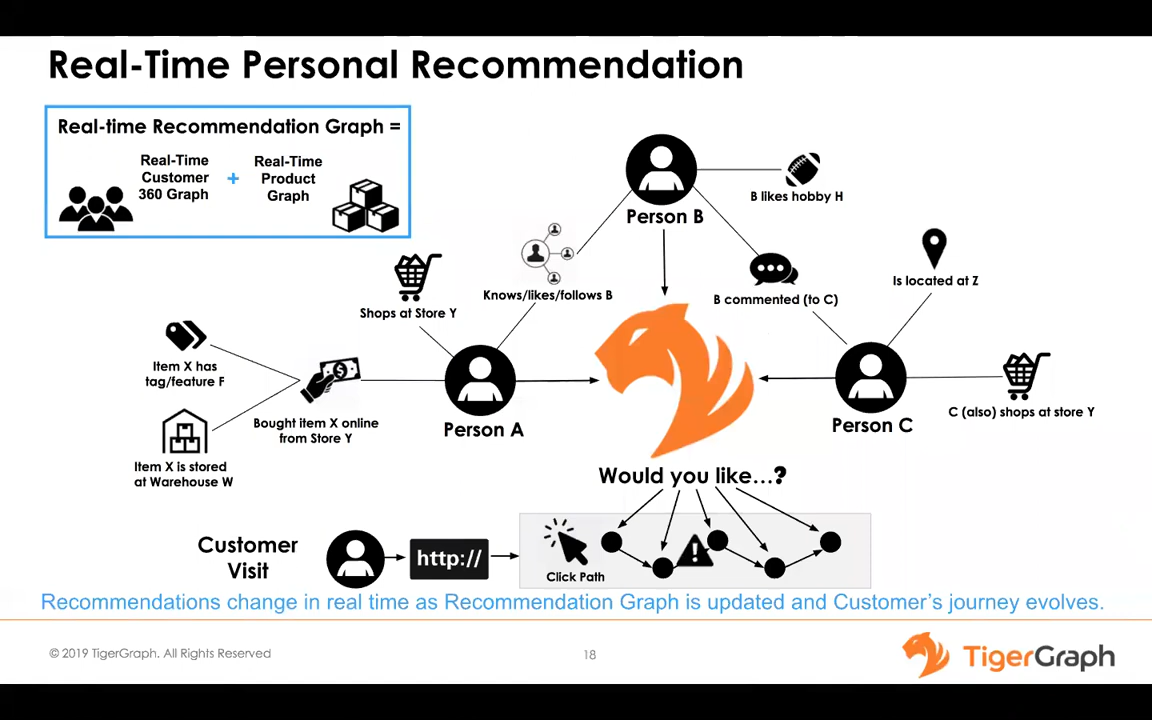 Real-Time Personal Recommendation
Real-time Recommendation Graph =
Real-Time
Customer
360 Graph
+
Real-Time
Product
Graph
Person B
B likes hobby H
Knows/likes/follows B
B commented (to C)
Is located at Z
Shops at Store Y
Item X has
tag/feature F
Bought item X online
from Store Y
Item X is stored
at Warehouse W
Person A
Person C
C (also) shops at store Y
Would you like...?
Customer
Visit
http://
Click Path
Recommendations change in real time as Recommendation Graph is updated and Customer's journey evolves.
© 2019 TigerGraph. All Rights Reserved
18
TigerGraph